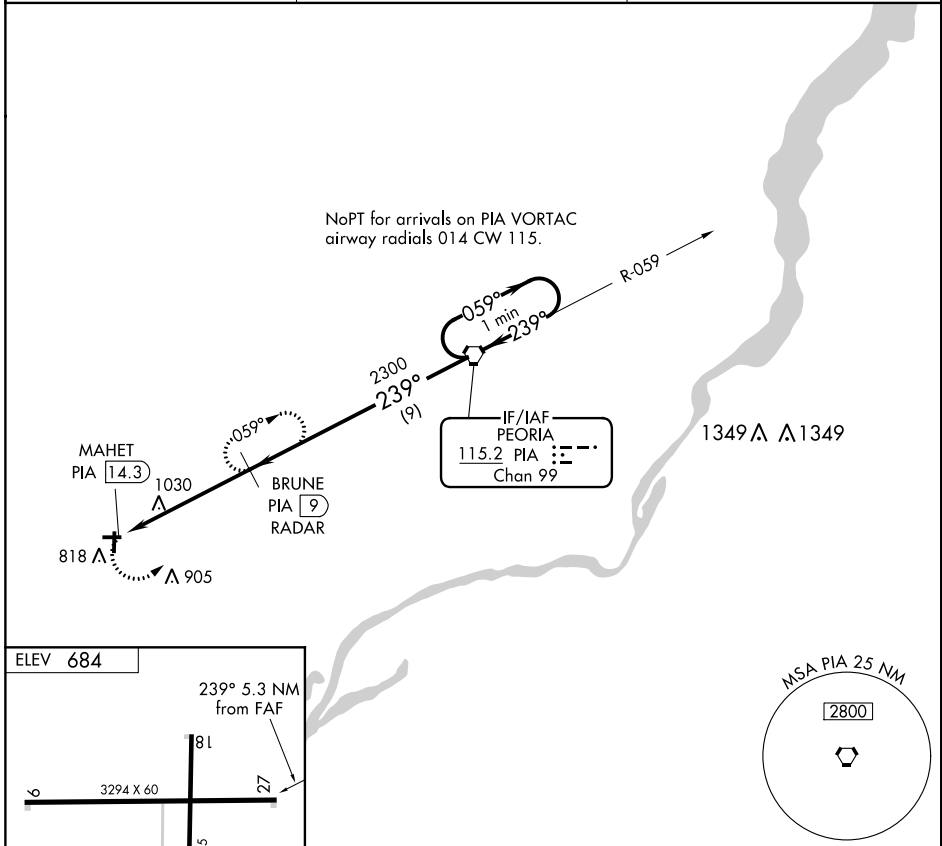 NoPT for arrivals on PIA VORTAC
airway radials 014 CW 115.
R-059
059°
1 min
239°
2300
239°
(9)
IF/IAF
PEORIA
115.2 PIA
Chan 99
1349 1349
059°
MAHET
PIA 14.3
1030
BRUNE
PIA 9
RADAR
818
905
ELEV 684
239° 5.3 NM
from FAF
18
9
3294 X 60
27
MSA PIA 25 NM
2800